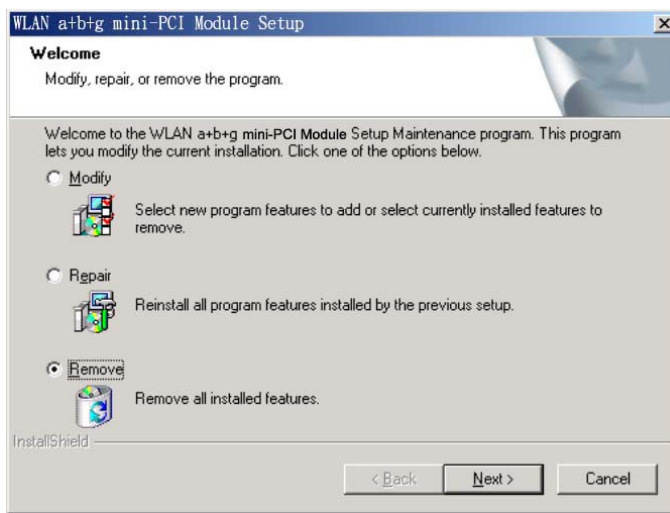 WLAN a+b+g mini-PCI Module Setup
Welcome
Modify, repair, or remove the program.
Welcome to the WLAN a+b+g mini-PCI Module Setup Maintenance program. This program
lets you modify the current installation. Click one of the options below.
Modify
Select new program features to add or select currently installed features to
remove.
Repair
Reinstall all program features installed by the previous setup.
Remove
Remove all installed features.
InstallShield
< Back
Next >
Cancel